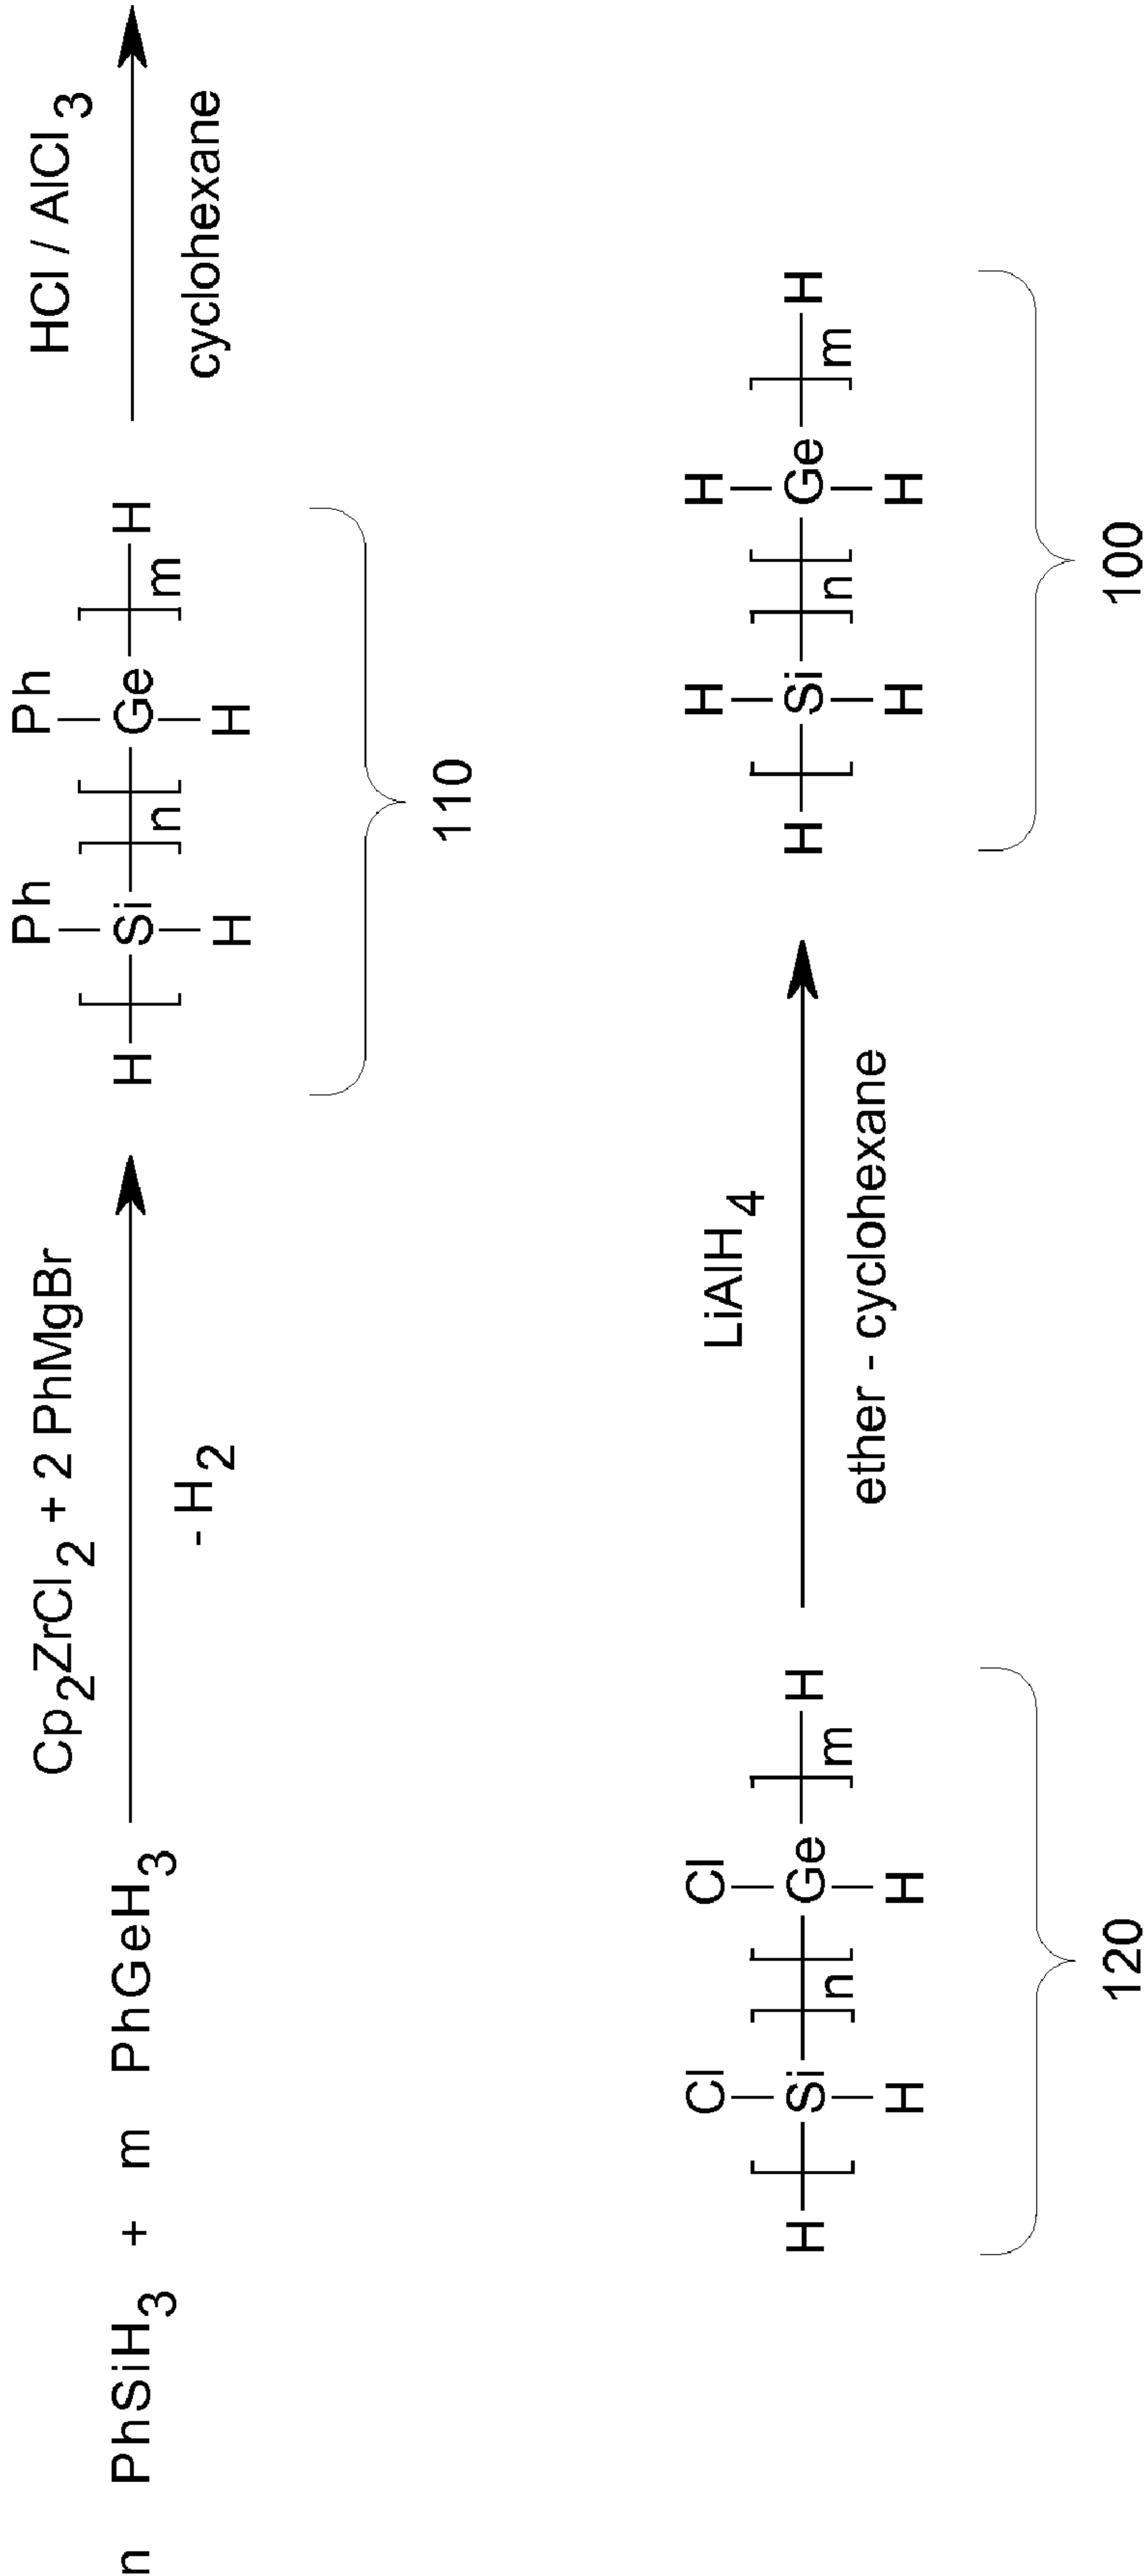 n PhSiH3 + m PhGeH3
Cp2ZrCl2 + 2 PhMgBr
- H2
Ph Ph
H [ Si ]n [ Ge ]m H
H H
110
HCl / AlCl3
cyclohexane
Cl Cl
H [ Si ]n [ Ge ]m H
H H
120
LiAlH4
ether - cyclohexane
H H
H [ Si ]n [ Ge ]m H
H H
100